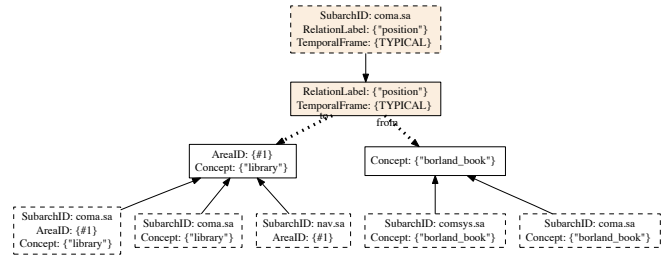 SubarchID: coma.sa
RelationLabel: {"position"}
TemporalFrame: {TYPICAL}
RelationLabel: {"position"}
TemporalFrame: {TYPICAL}
to
from
AreaID: {#1}
Concept: {"library"}
Concept: {"borland_book"}
SubarchID: coma.sa
AreaID: {#1}
Concept: {"library"}
SubarchID: coma.sa
Concept: {"library"}
SubarchID: nav.sa
AreaID: {#1}
SubarchID: comsys.sa
Concept: {"borland_book"}
SubarchID: coma.sa
Concept: {"borland_book"}